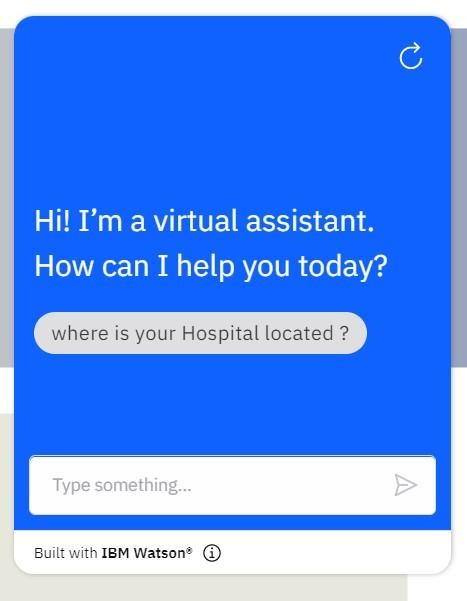 Hi! I’m a virtual assistant.
How can I help you today?
where is your Hospital located ?
Type something...
Built with IBM Watson®